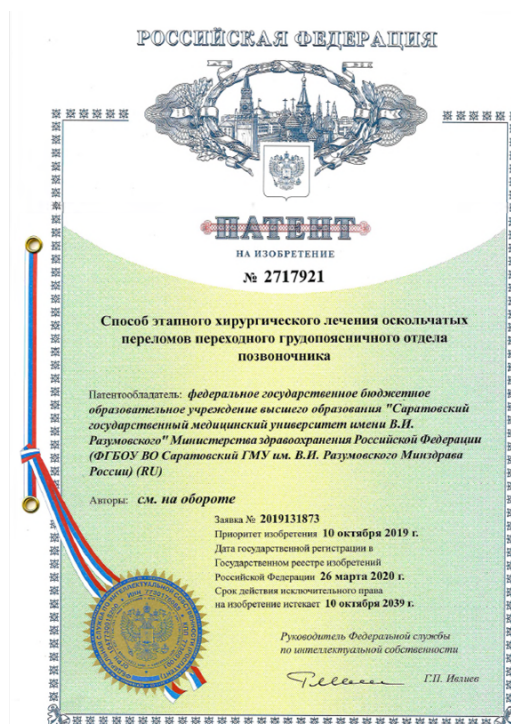 РОССИЙСКАЯ ФЕДЕРАЦИЯ
ПАТЕНТ
НА ИЗОБРЕТЕНИЕ
№ 2717921
Способ этапного хирургического лечения оскольчатых
переломов переходного грудопоясничного отдела
позвоночника
Патентообладатель: федеральное государственное бюджетное
образовательное учреждение высшего образования "Саратовский
государственный медицинский университет имени В.И.
Разумовского" Министерства здравоохранения Российской Федерации
(ФГБОУ ВО Саратовский ГМУ им. В.И. Разумовского Минздрава
России) (RU)
Авторы: см. на обороте
Заявка № 2019131873
Приоритет изобретения 10 октября 2019 г.
Дата государственной регистрации в
Государственном реестре изобретений
Российской Федерации 26 марта 2020 г.
Срок действия исключительного права
на изобретение истекает 10 октября 2039 г.
Руководитель Федеральной службы
по интеллектуальной собственности
Г.П. Ивлиев